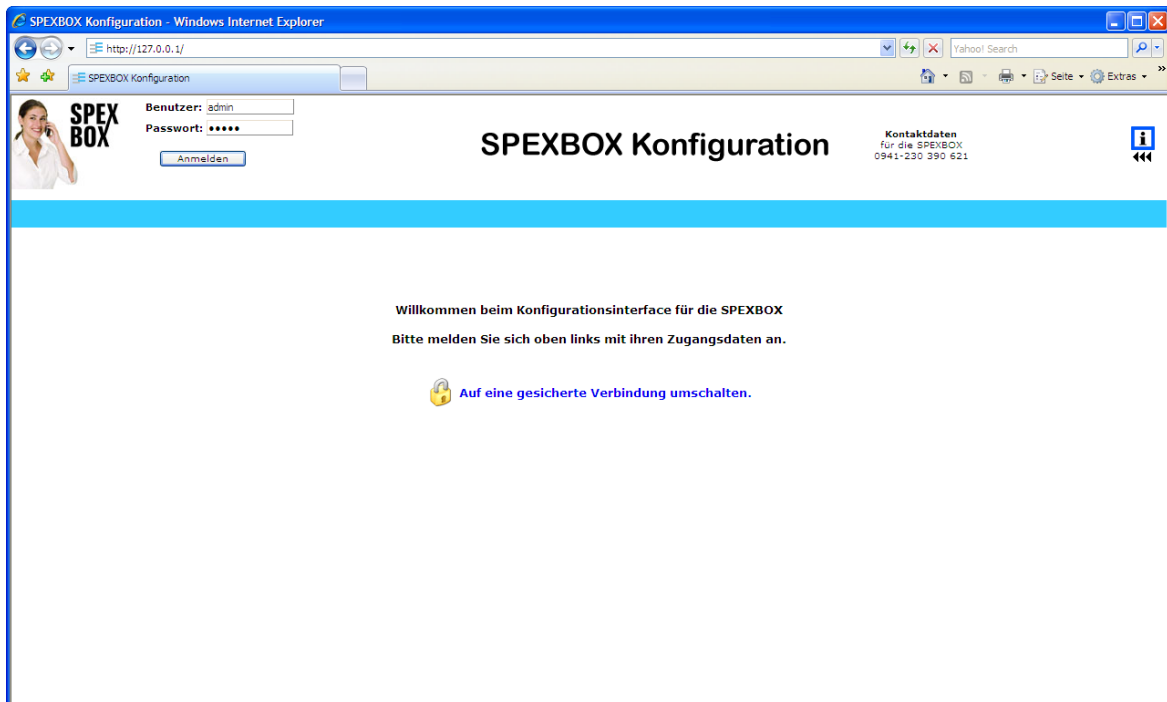 SPEXBOX Konfiguration - Windows Internet Explorer
http://127.0.0.1/
Yahoo! Search
SPEXBOX Konfiguration
Seite
Extras
»
SPEX
BOX
Benutzer: admin
Passwort: •••••
Anmelden
SPEXBOX Konfiguration
Kontaktdaten
für die SPEXBOX
0941-230 390 621
i
Willkommen beim Konfigurationsinterface für die SPEXBOX
Bitte melden Sie sich oben links mit ihren Zugangsdaten an.
Auf eine gesicherte Verbindung umschalten.